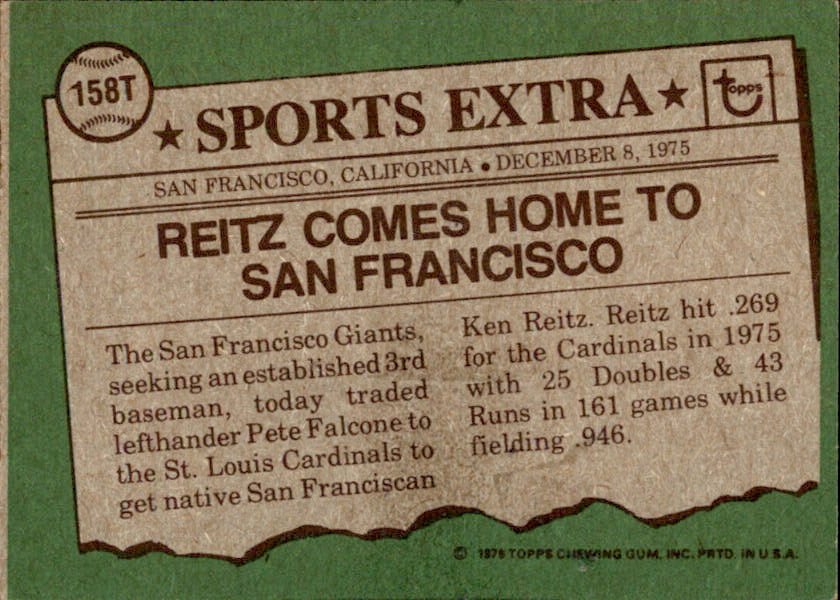 158T
★ SPORTS EXTRA ★
topps
SAN FRANCISCO, CALIFORNIA • DECEMBER 8, 1975
REITZ COMES HOME TO
SAN FRANCISCO
The San Francisco Giants,
seeking an established 3rd
baseman, today traded
lefthander Pete Falcone to
the St. Louis Cardinals to
get native San Franciscan
Ken Reitz. Reitz hit .269
for the Cardinals in 1975
with 25 Doubles & 43
Runs in 161 games while
fielding .946.
© 1976 TOPPS CHEWING GUM, INC. PRTD. IN U.S.A.